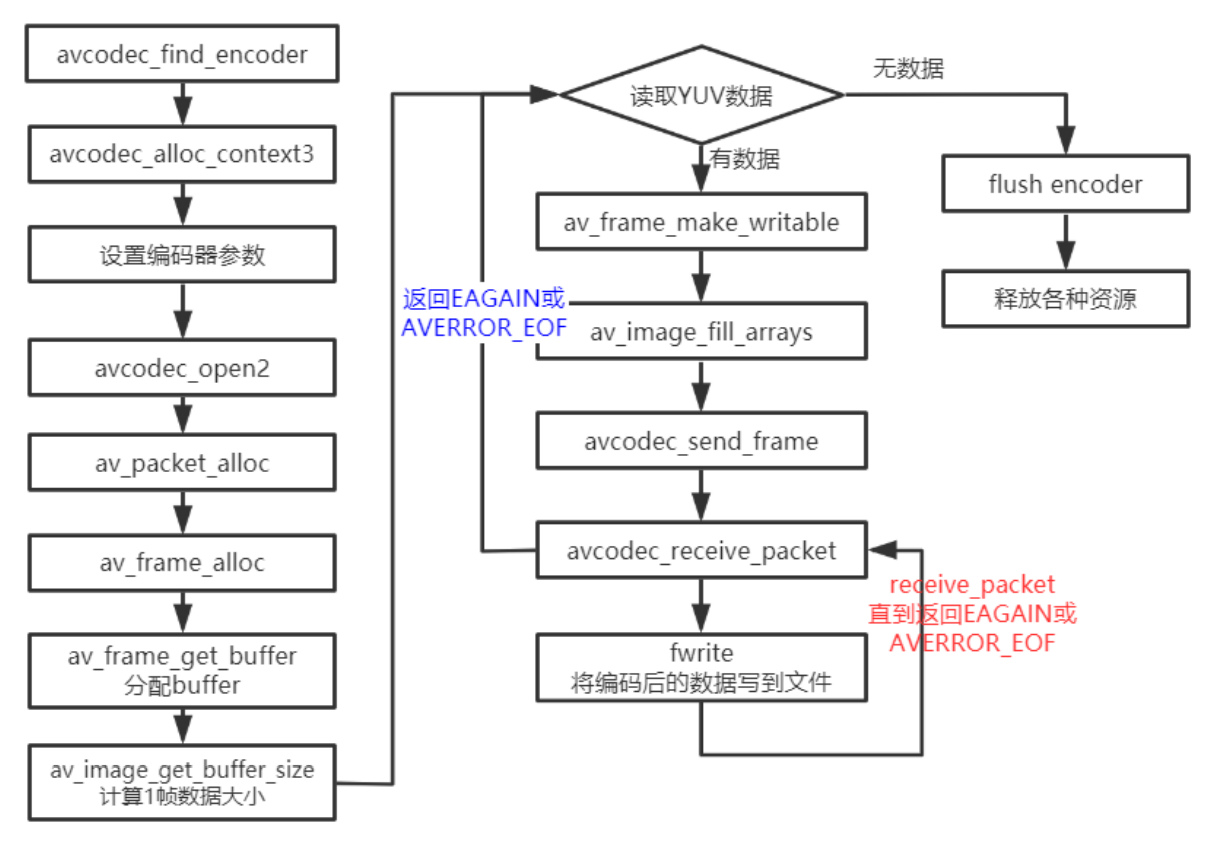 avcodec_find_encoder
avcodec_alloc_context3
设置编码器参数
avcodec_open2
av_packet_alloc
av_frame_alloc
av_frame_get_buffer
分配buffer
av_image_get_buffer_size
计算1帧数据大小
读取YUV数据
无数据
有数据
av_frame_make_writable
av_image_fill_arrays
avcodec_send_frame
avcodec_receive_packet
fwrite
将编码后的数据写到文件
返回EAGAIN或
AVERROR_EOF
receive_packet
直到返回EAGAIN或
AVERROR_EOF
flush encoder
释放各种资源